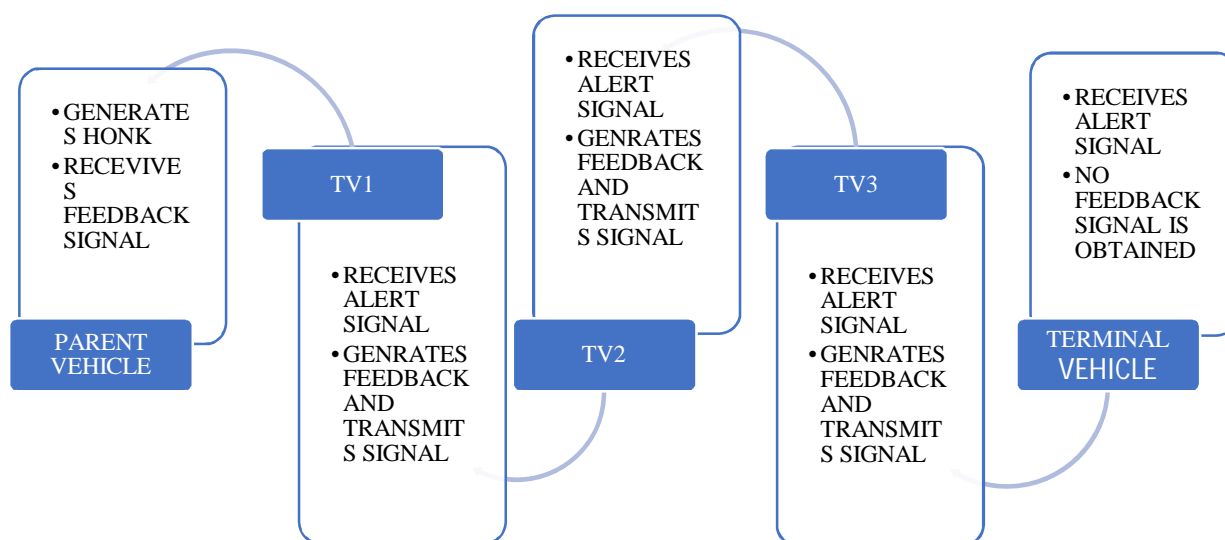 •GENERATE
S HONK
•RECEVIVE
S
FEEDBACK
SIGNAL
PARENT
VEHICLE
TV1
•RECEIVES
ALERT
SIGNAL
•GENRATES
FEEDBACK
AND
TRANSMIT
S SIGNAL
•RECEIVES
ALERT
SIGNAL
•GENRATES
FEEDBACK
AND
TRANSMIT
S SIGNAL
TV2
TV3
•RECEIVES
ALERT
SIGNAL
•GENRATES
FEEDBACK
AND
TRANSMIT
S SIGNAL
•RECEIVES
ALERT
SIGNAL
•NO
FEEDBACK
SIGNAL IS
OBTAINED
TERMINAL
VEHICLE